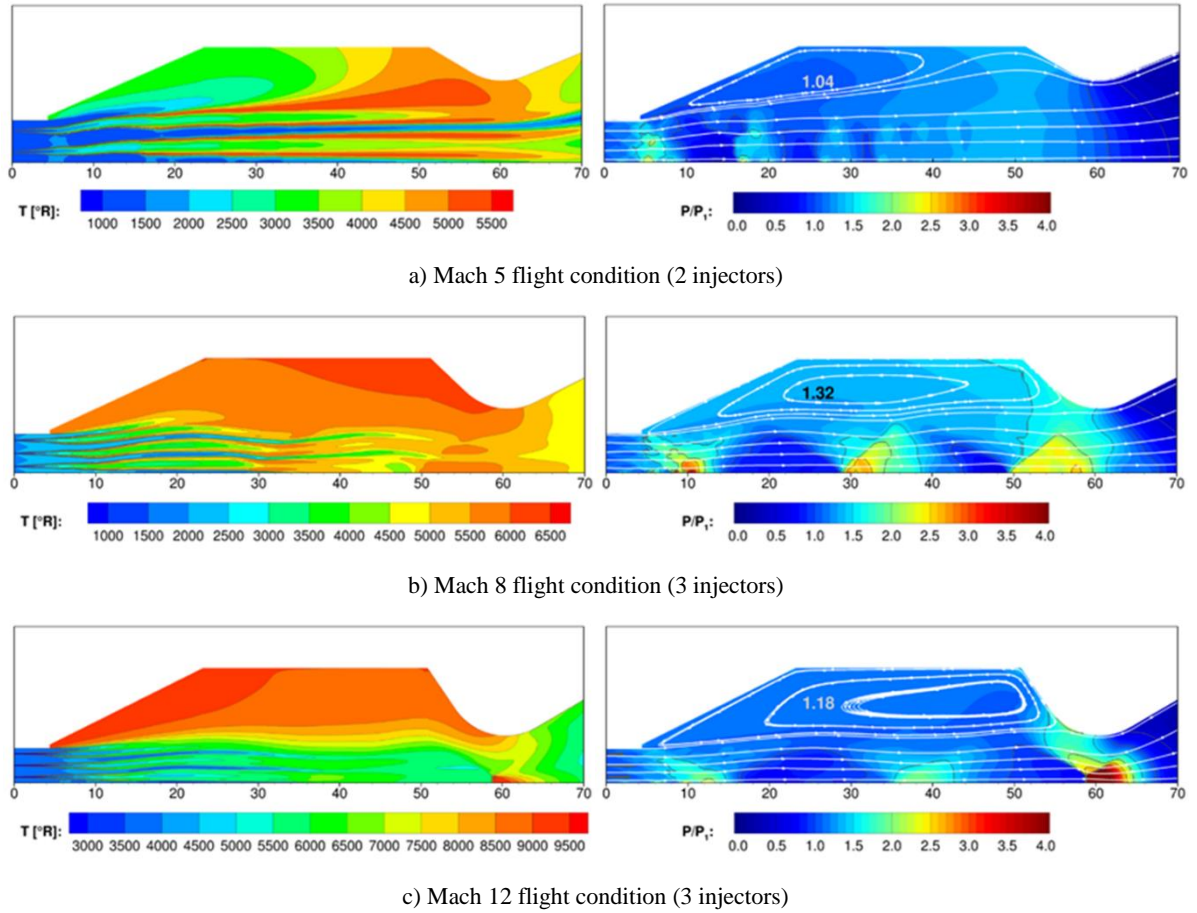 0 10 20 30 40 50 60 70
T [°R]:
1000 1500 2000 2500 3000 3500 4000 4500 5000 5500
1.04
0 10 20 30 40 50 60 70
P/P₁:
0.0 0.5 1.0 1.5 2.0 2.5 3.0 3.5 4.0
a) Mach 5 flight condition (2 injectors)
0 10 20 30 40 50 60 70
T [°R]:
1000 1500 2000 2500 3000 3500 4000 4500 5000 5500 6000 6500
1.32
0 10 20 30 40 50 60 70
P/P₁:
0.0 0.5 1.0 1.5 2.0 2.5 3.0 3.5 4.0
b) Mach 8 flight condition (3 injectors)
0 10 20 30 40 50 60 70
T [°R]:
3000 3500 4000 4500 5000 5500 6000 6500 7000 7500 8000 8500 9000 9500
1.18
0 10 20 30 40 50 60 70
P/P₁:
0.0 0.5 1.0 1.5 2.0 2.5 3.0 3.5 4.0
c) Mach 12 flight condition (3 injectors)